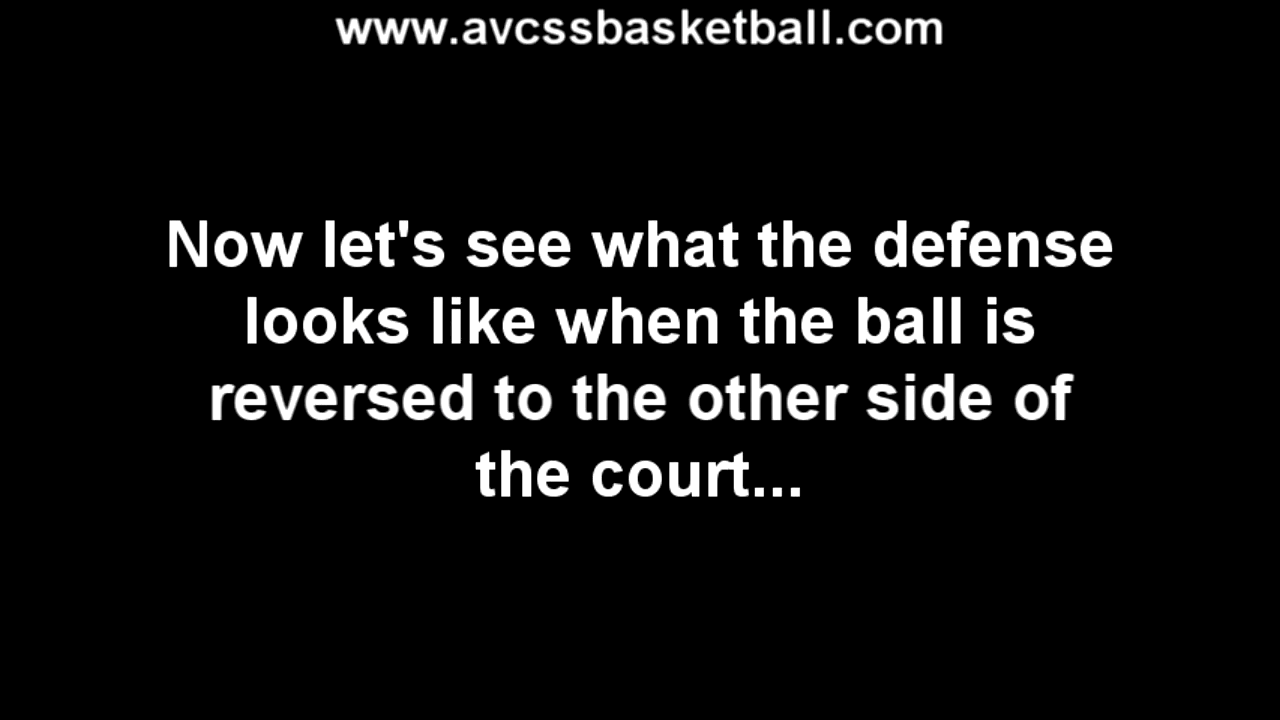 www.avcssbasketball.com
Now let's see what the defense
looks like when the ball is
reversed to the other side of
the court...